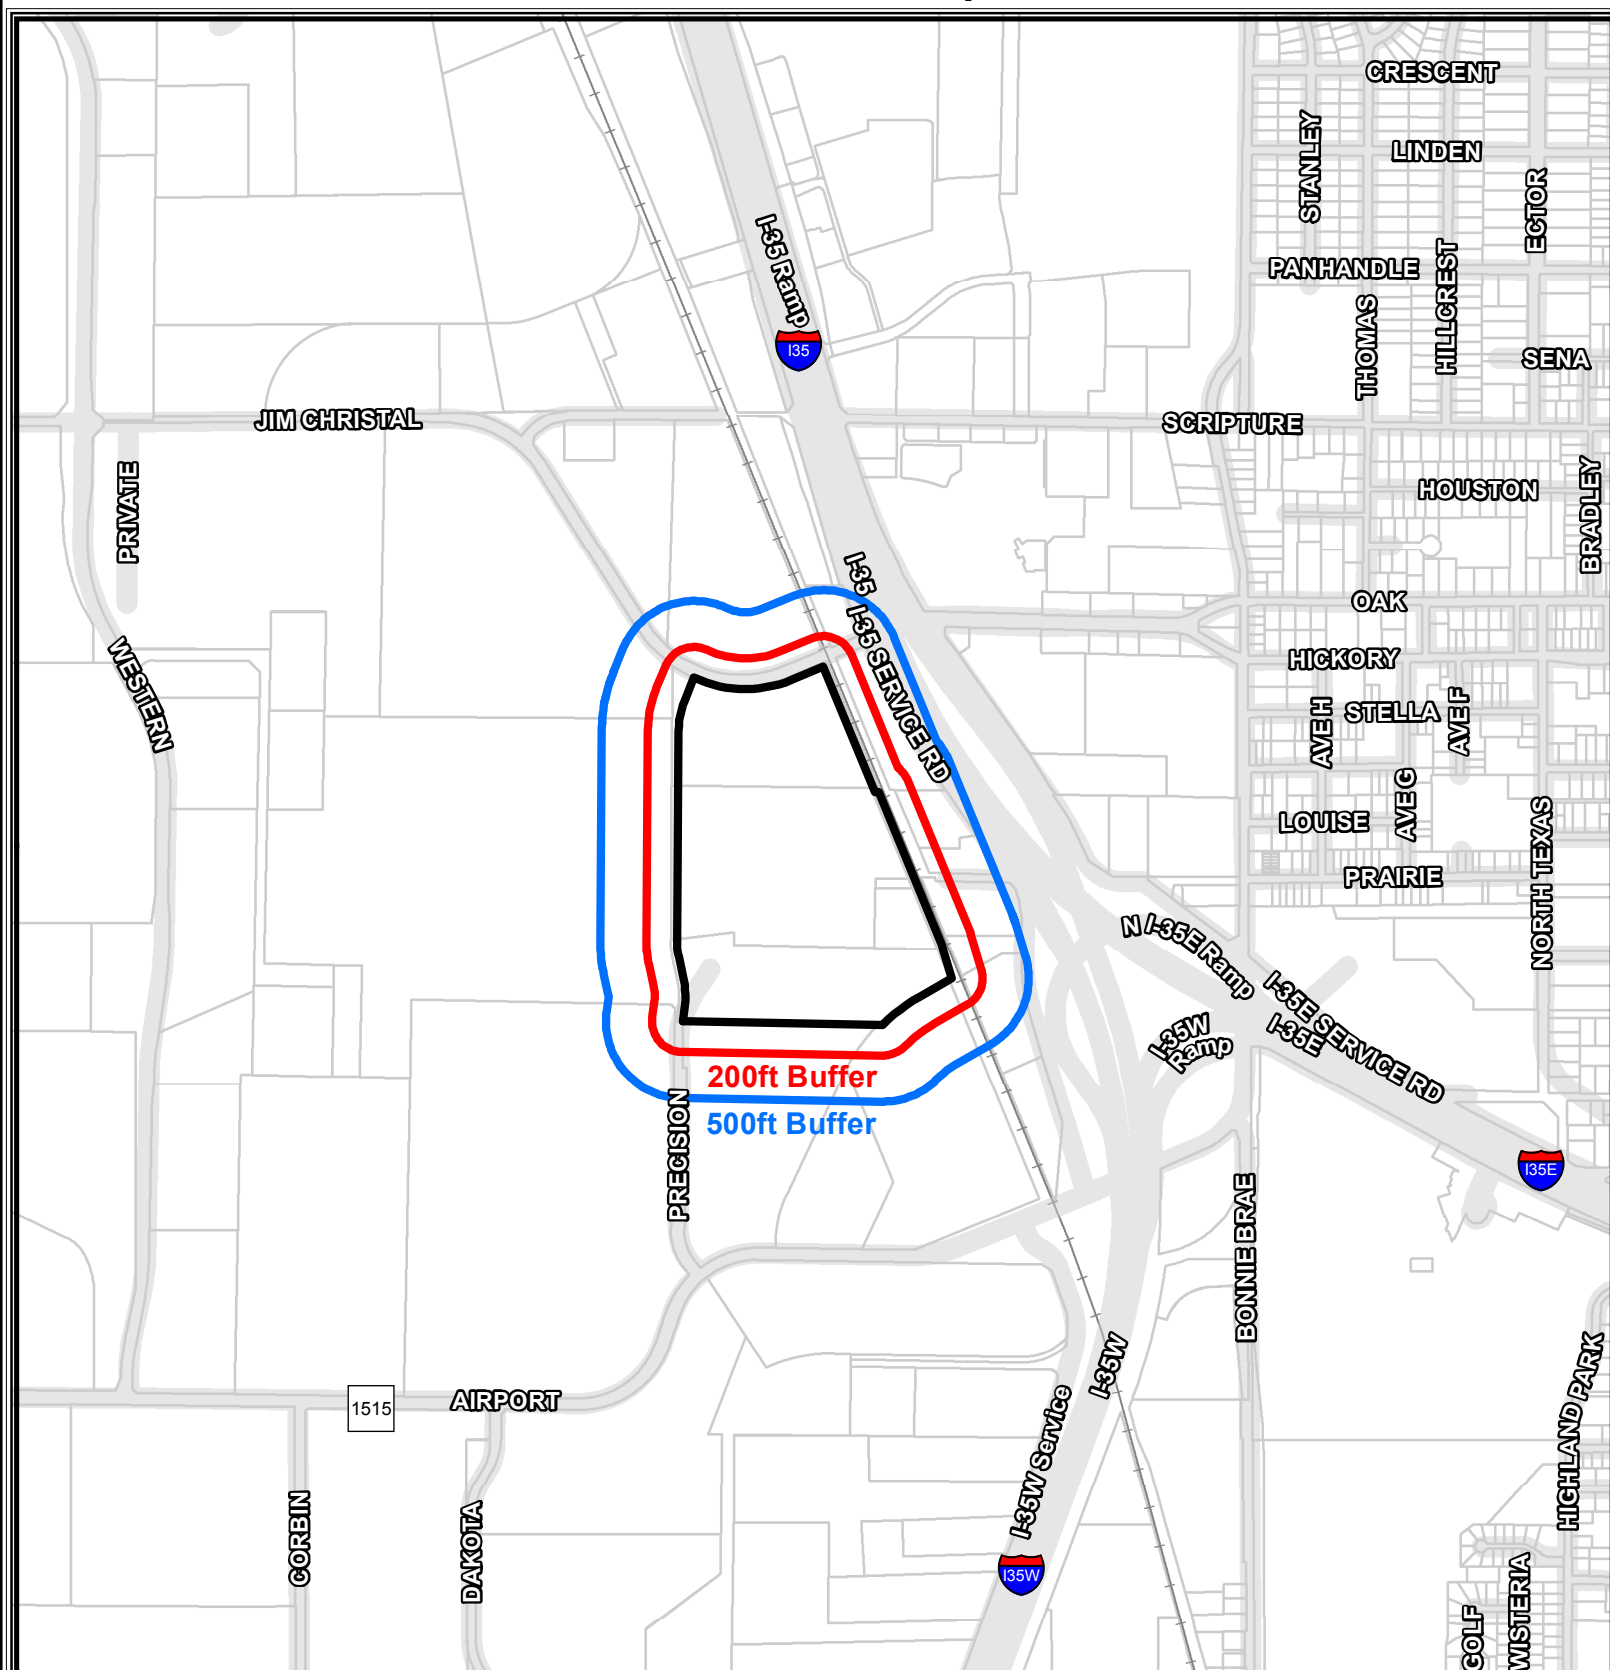 CRESCENT
LINDEN
STANLEY
ECTOR
I-35 Ramp
PANHANDLE
HILLCREST
THOMAS
I35
SENA
JIM CHRISTAL
SCRIPTURE
PRIVATE
HOUSTON
BRADLEY
I-35
I-35 SERVICE RD
OAK
WESTERN
HICKORY
AVE H
STELLA
AVE F
AVE G
LOUISE
NORTH TEXAS
PRAIRIE
N I-35E Ramp
I-35E SERVICE RD
I-35E
I-35W
Ramp
200ft Buffer
500ft Buffer
PRECISION
I35E
BONNIE BRAE
I-35W
HIGHLAND PARK
AIRPORT
1515
I-35W Service
CORBIN
DAKOTA
I35W
GOLF
WISTERIA